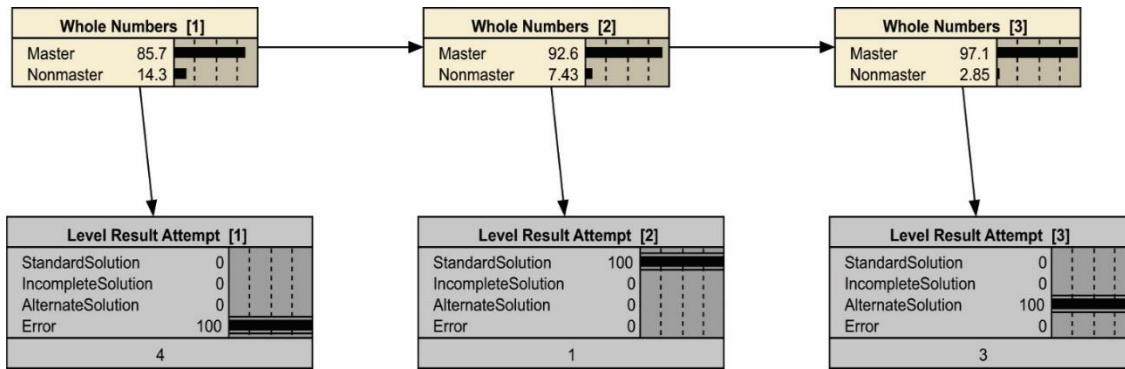 Whole Numbers [1]
Master 85.7
Nonmaster 14.3
Whole Numbers [2]
Master 92.6
Nonmaster 7.43
Whole Numbers [3]
Master 97.1
Nonmaster 2.85
Level Result Attempt [1]
StandardSolution 0
IncompleteSolution 0
AlternateSolution 0
Error 100
4
Level Result Attempt [2]
StandardSolution 100
IncompleteSolution 0
AlternateSolution 0
Error 0
1
Level Result Attempt [3]
StandardSolution 0
IncompleteSolution 0
AlternateSolution 100
Error 0
3